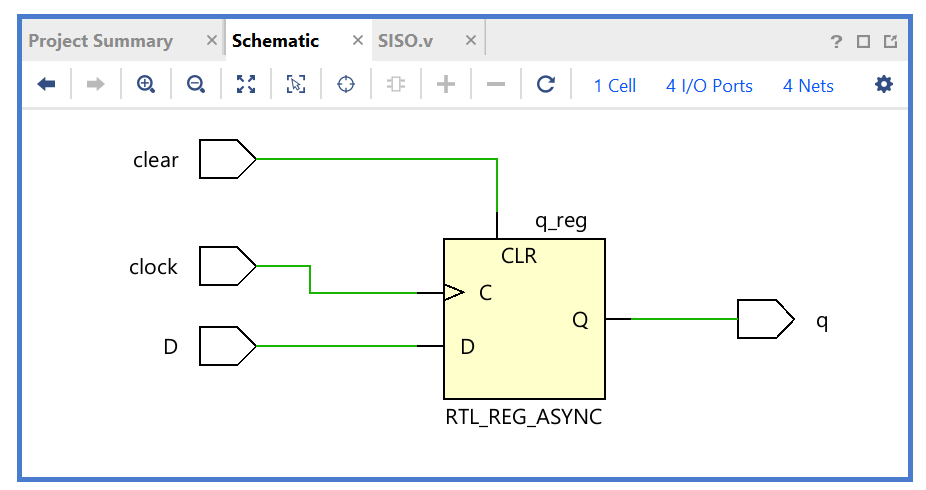 Project Summary × Schematic × SISO.v × ?
1 Cell 4 I/O Ports 4 Nets
clear
q_reg
CLR
clock
C
Q
q
D
D
RTL_REG_ASYNC